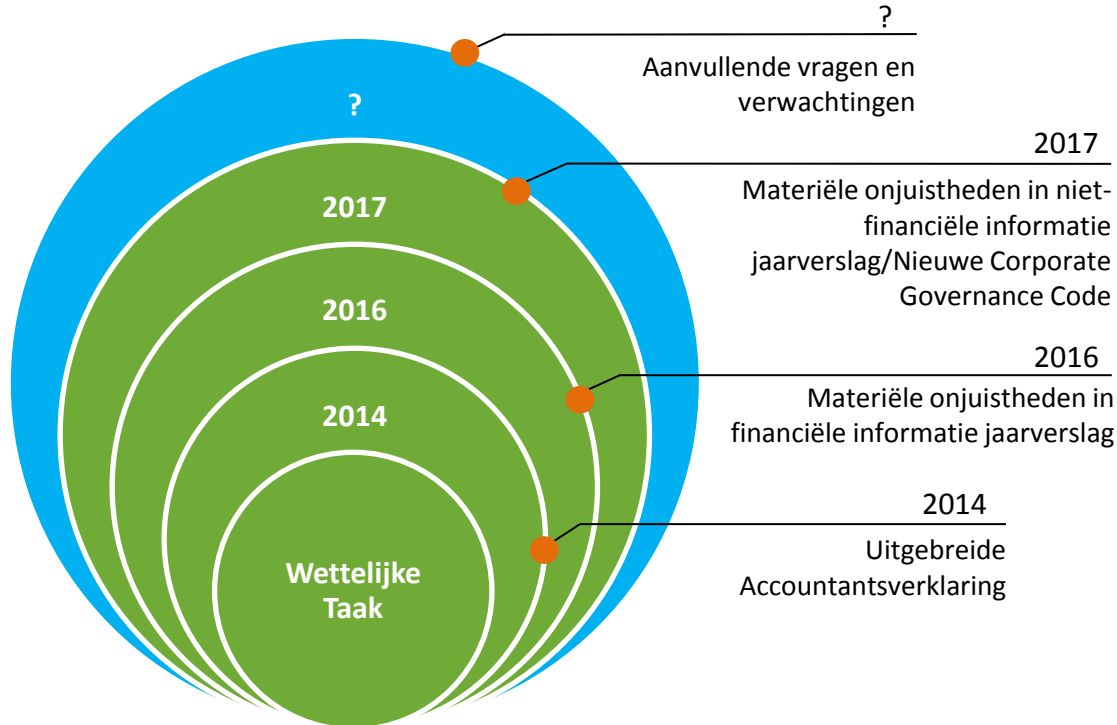 ?
Aanvullende vragen en
verwachtingen
?
2017
Materiële onjuistheden in niet-
financiële informatie
jaarverslag/Nieuwe Corporate
Governance Code
2017
2016
Materiële onjuistheden in
financiële informatie jaarverslag
2016
2014
Uitgebreide
Accountantsverklaring
2014
Wettelijke
Taak